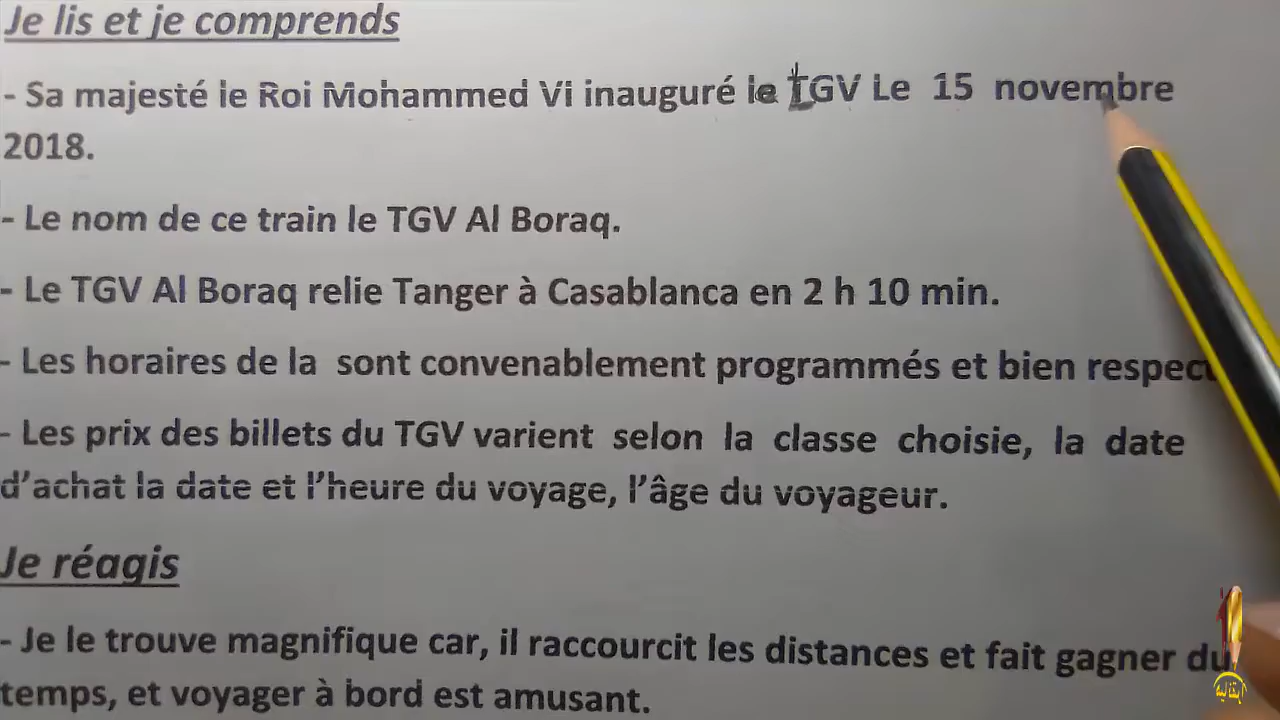 Je lis et je comprends
- Sa majesté le Roi Mohammed Vi inauguré le TGV Le 15 novembre
2018.
- Le nom de ce train le TGV Al Boraq.
- Le TGV Al Boraq relie Tanger à Casablanca en 2 h 10 min.
- Les horaires de la sont convenablement programmés et bien respect
- Les prix des billets du TGV varient selon la classe choisie, la date
d'achat la date et l'heure du voyage, l'âge du voyageur.
Je réagis
- Je le trouve magnifique car, il raccourcit les distances et fait gagner du
temps, et voyager à bord est amusant.